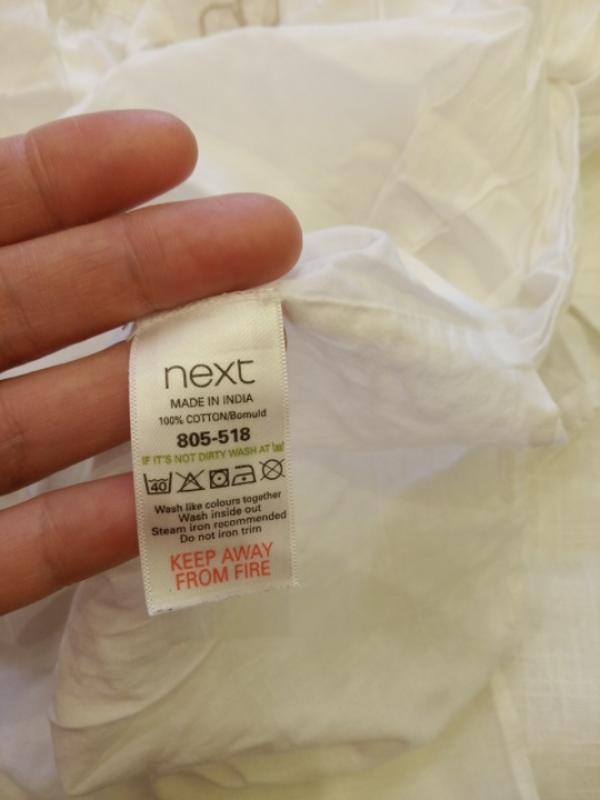 next
MADE IN INDIA
100% COTTON/Bomuld
805-518
IF IT'S NOT DIRTY WASH AT
40
Wash like colours together
Wash inside out
Steam iron recommended
Do not iron trim
KEEP AWAY
FROM FIRE